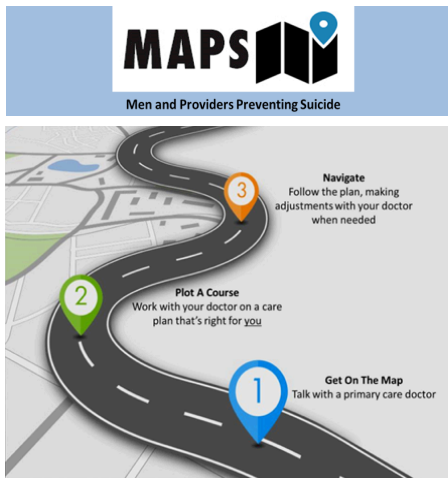 MAPS
Men and Providers Preventing Suicide
3
Navigate
Follow the plan, making
adjustments with your doctor
when needed
2
Plot A Course
Work with your doctor on a care
plan that's right for you
1
Get On The Map
Talk with a primary care doctor